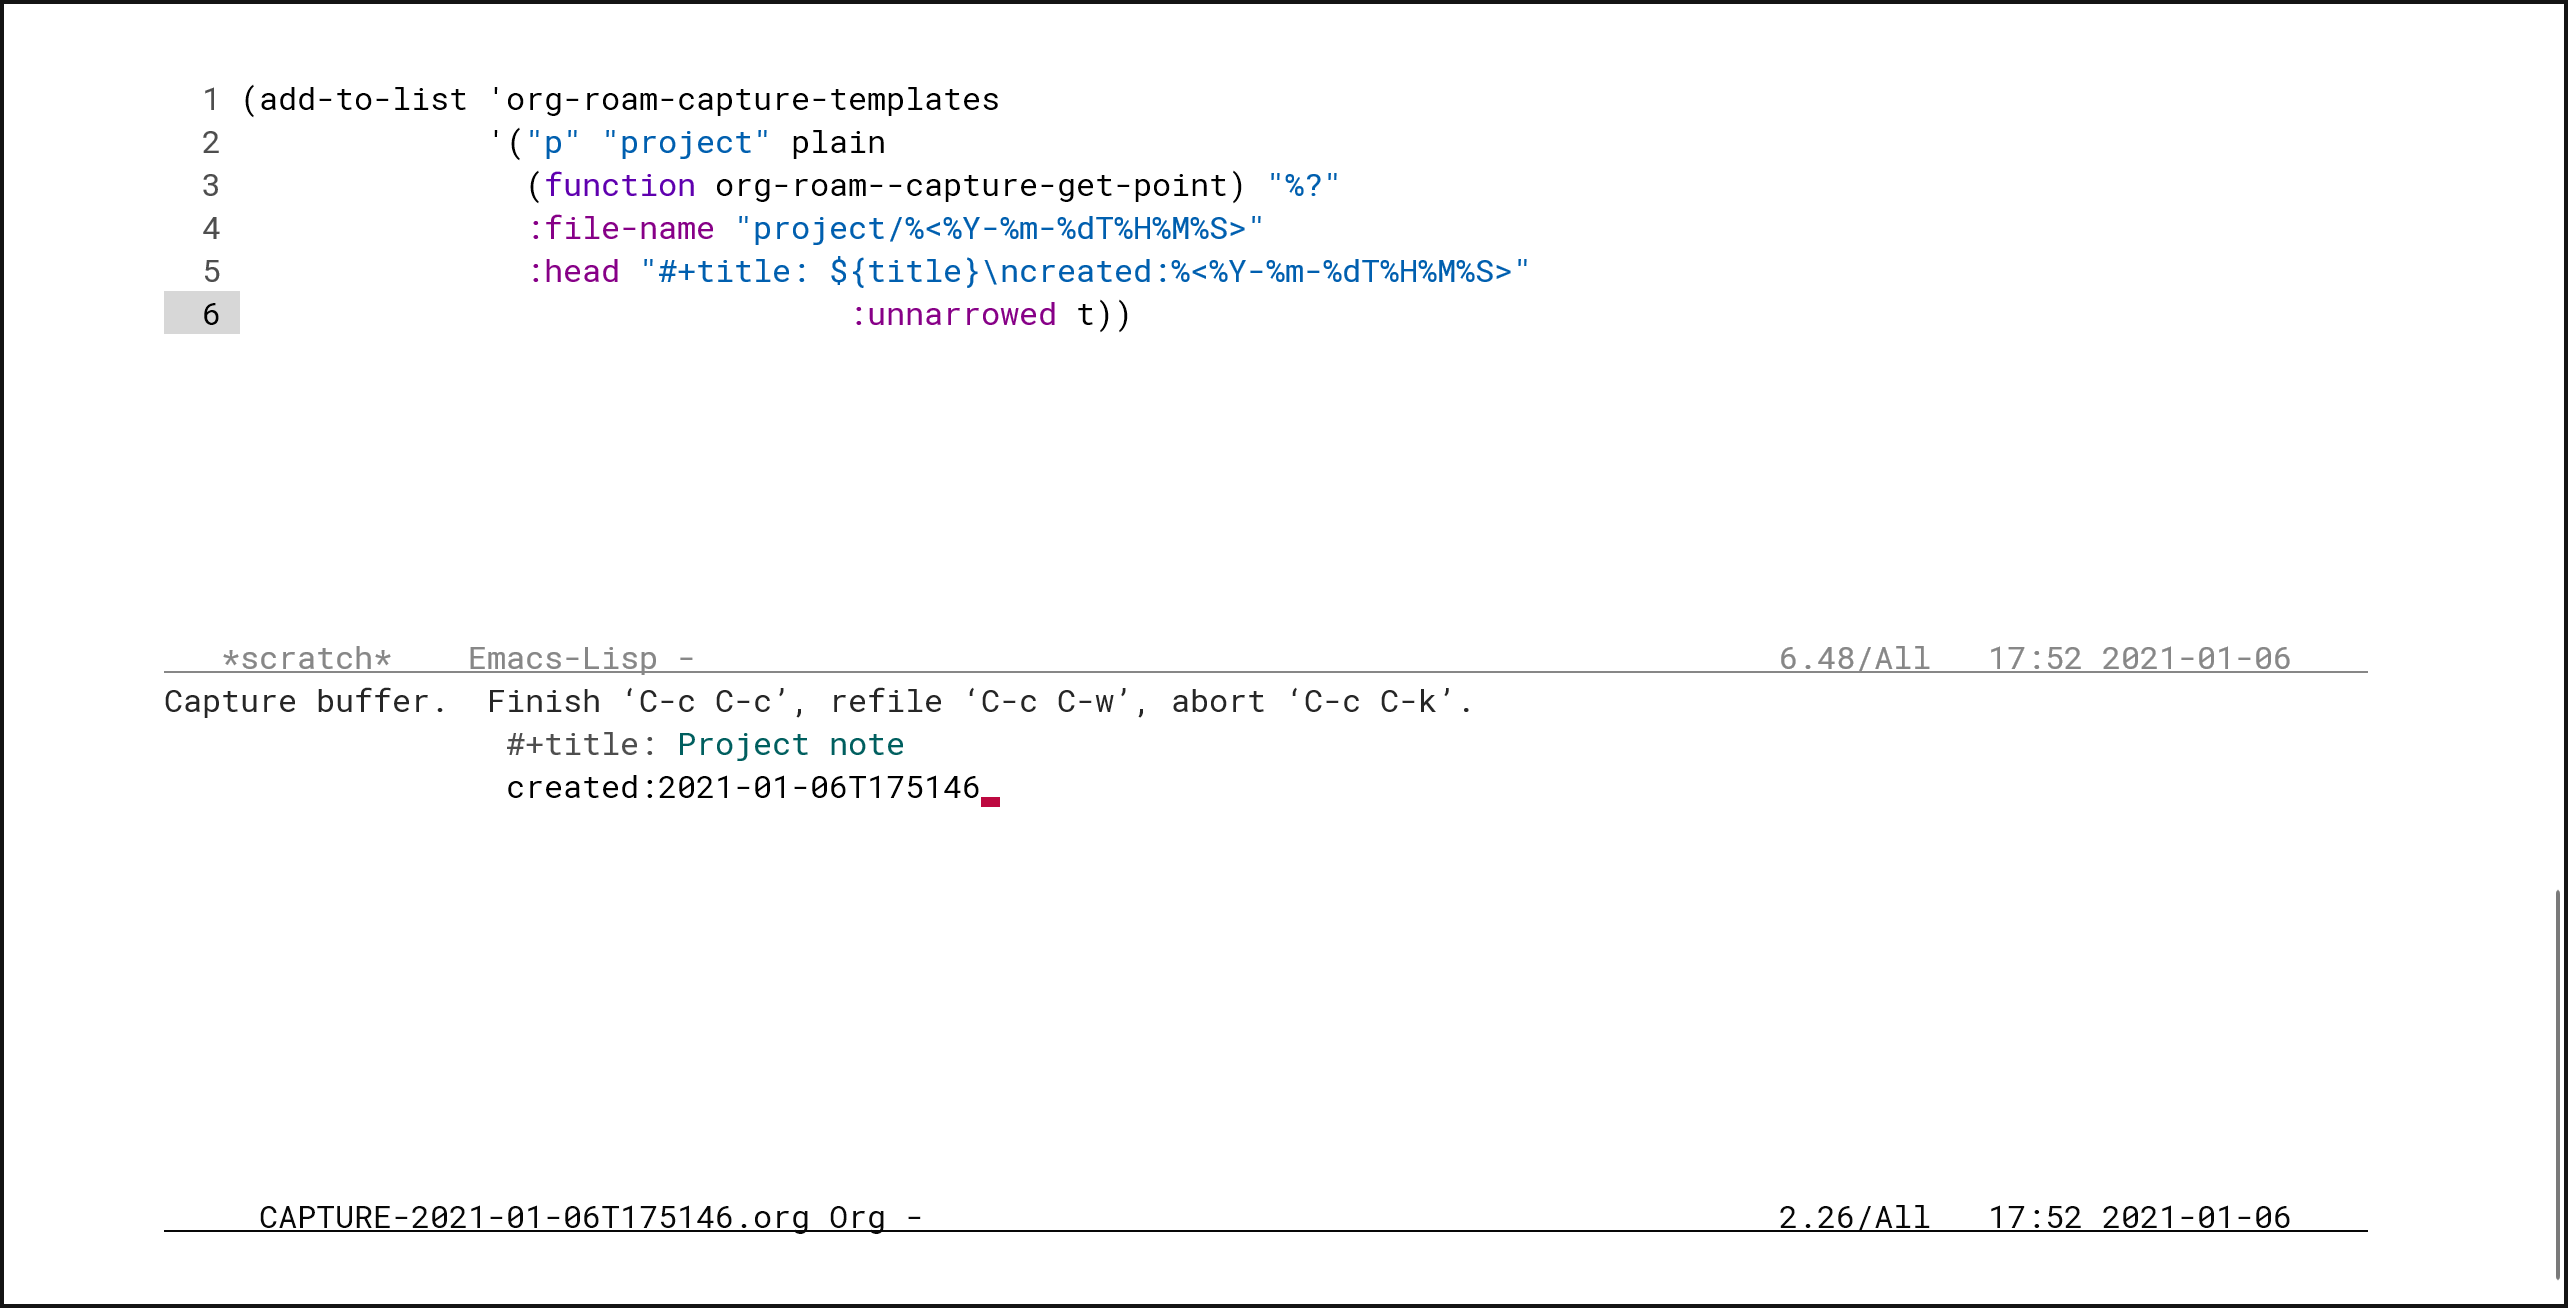 1 (add-to-list 'org-roam-capture-templates
2              '("p" "project" plain
3                (function org-roam--capture-get-point) "%?"
4                :file-name "project/%<%Y-%m-%dT%H%M%S>"
5                :head "#+title: ${title}\ncreated:%<%Y-%m-%dT%H%M%S>"
6                                 :unnarrowed t))
*scratch*    Emacs-Lisp -    6.48/All   17:52 2021-01-06
Capture buffer.  Finish ‘C-c C-c’, refile ‘C-c C-w’, abort ‘C-c C-k’.
#+title: Project note
created:2021-01-06T175146
CAPTURE-2021-01-06T175146.org Org -    2.26/All   17:52 2021-01-06